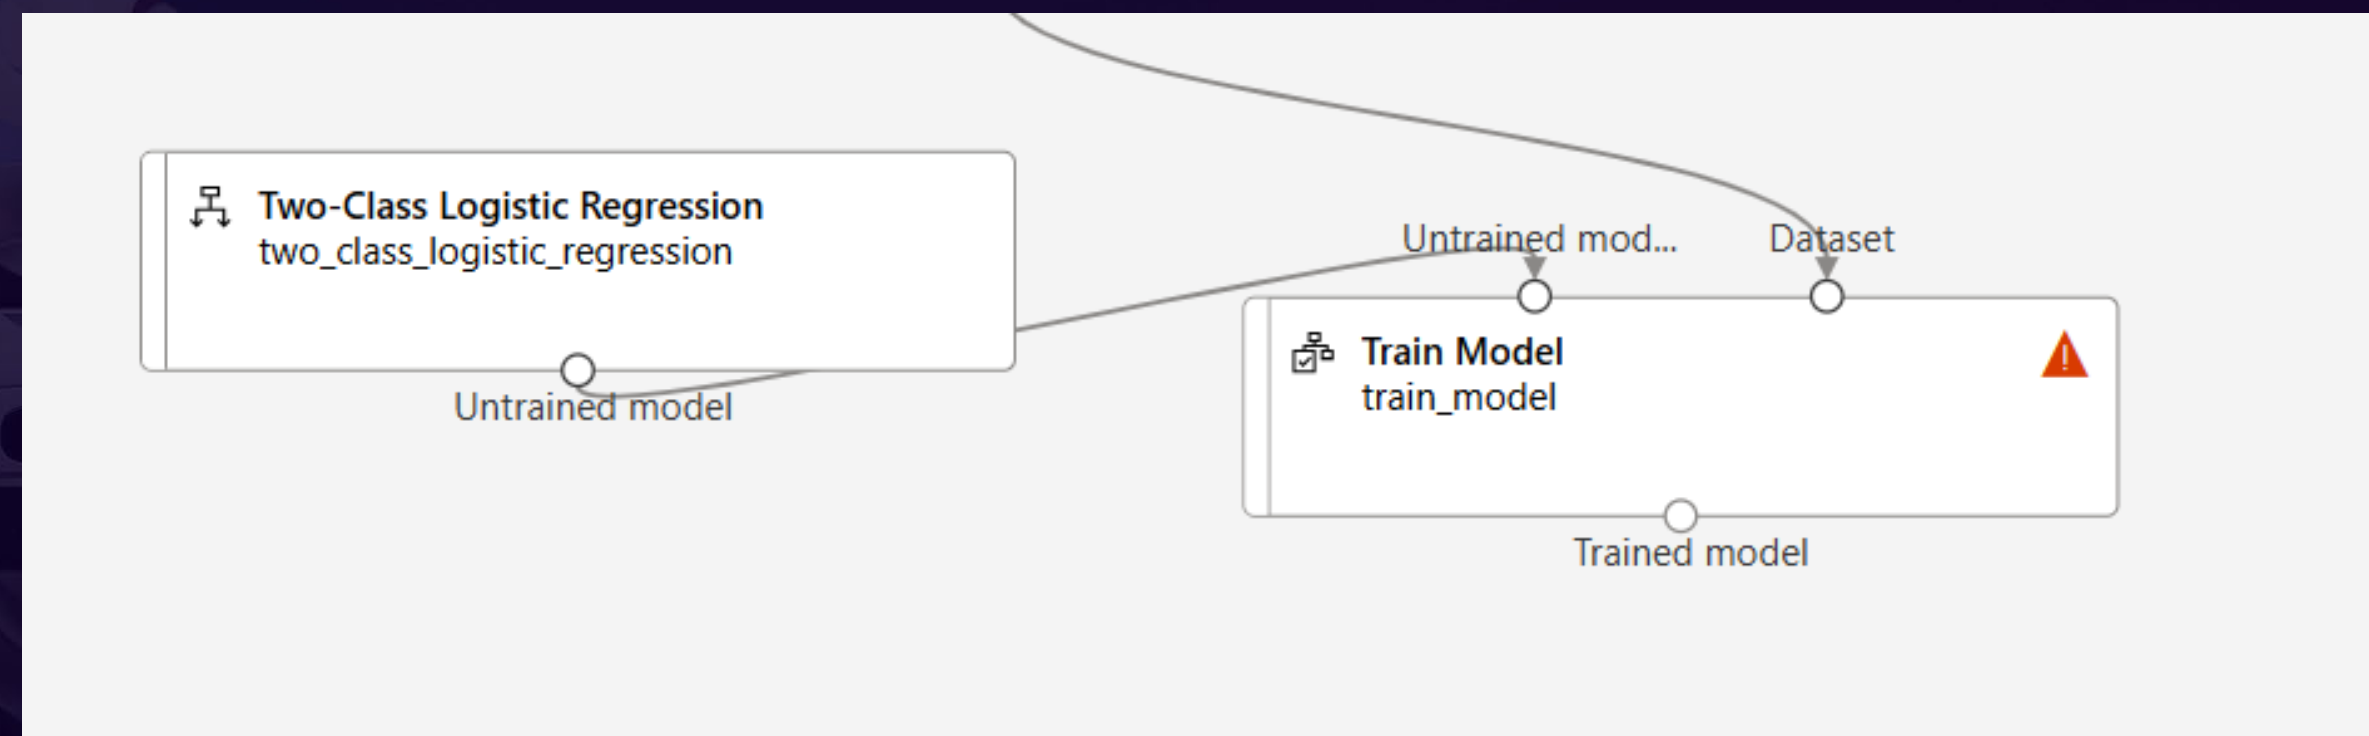 Two-Class Logistic Regression
two_class_logistic_regression
Untrained model
Untrained mod...
Dataset
Train Model
train_model
Trained model